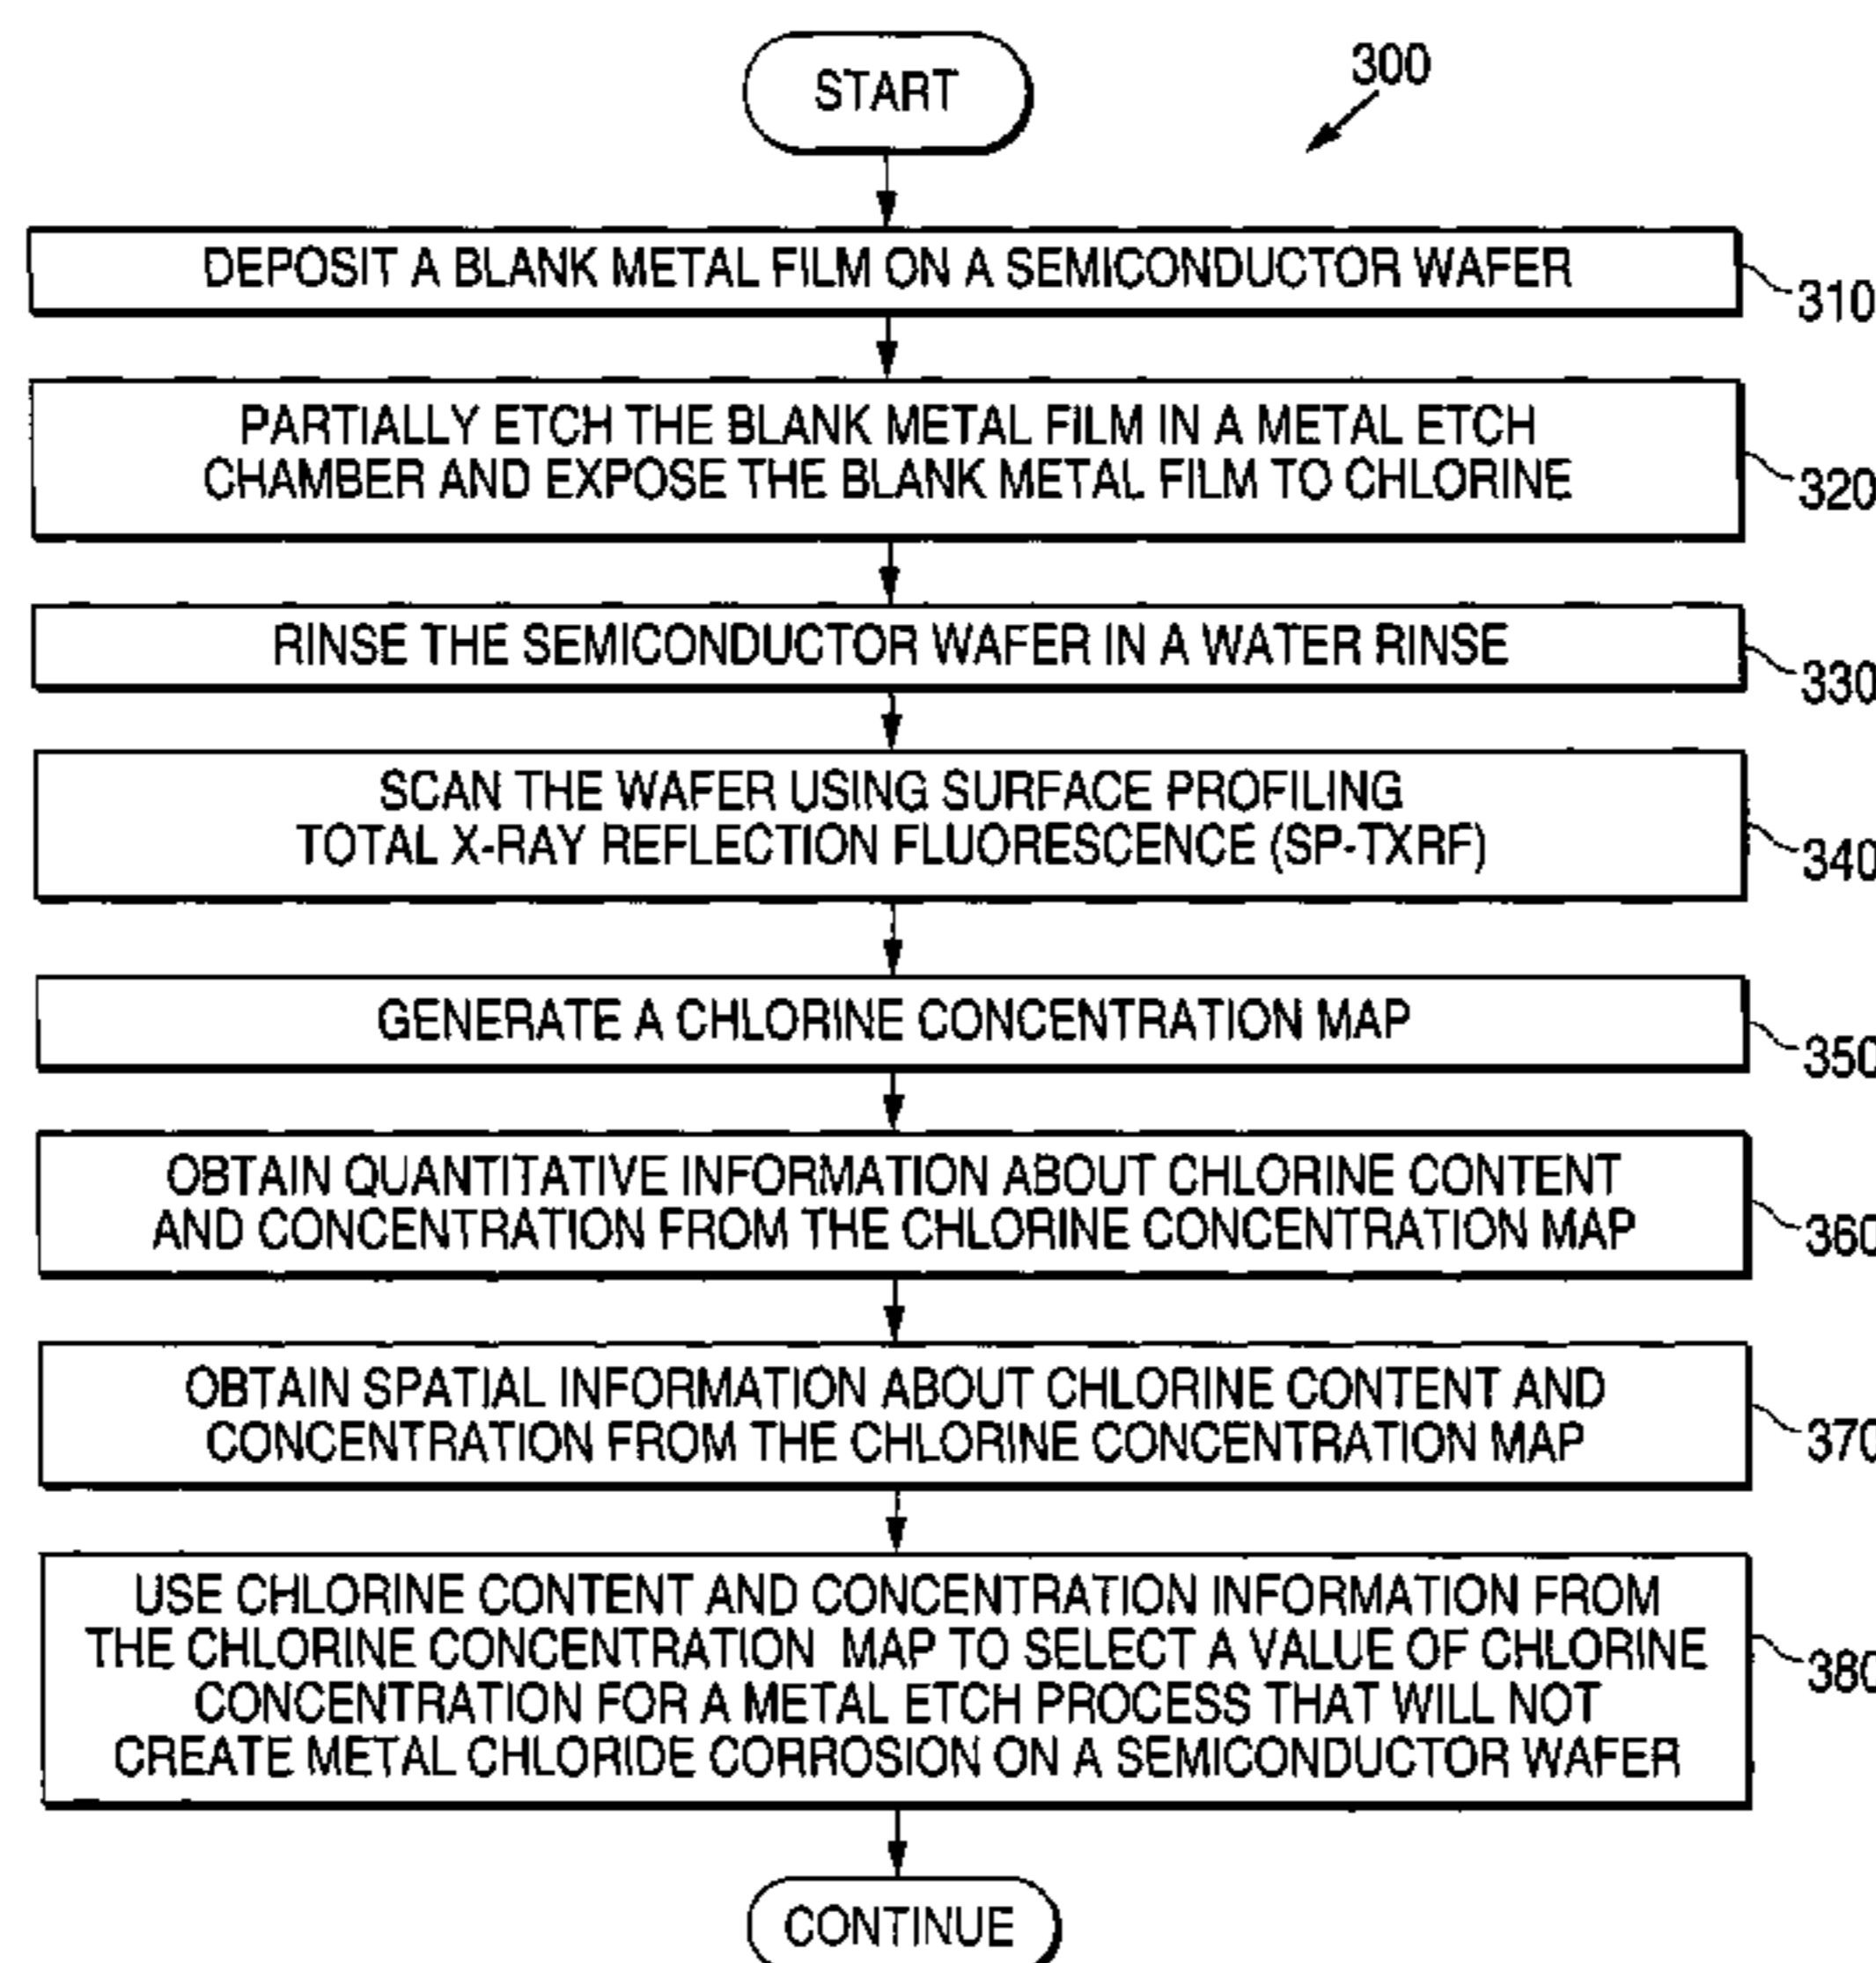 START
300
DEPOSIT A BLANK METAL FILM ON A SEMICONDUCTOR WAFER
310
PARTIALLY ETCH THE BLANK METAL FILM IN A METAL ETCH
CHAMBER AND EXPOSE THE BLANK METAL FILM TO CHLORINE
320
RINSE THE SEMICONDUCTOR WAFER IN A WATER RINSE
330
SCAN THE WAFER USING SURFACE PROFILING
TOTAL X-RAY REFLECTION FLUORESCENCE (SP-TXRF)
340
GENERATE A CHLORINE CONCENTRATION MAP
350
OBTAIN QUANTITATIVE INFORMATION ABOUT CHLORINE CONTENT
AND CONCENTRATION FROM THE CHLORINE CONCENTRATION MAP
360
OBTAIN SPATIAL INFORMATION ABOUT CHLORINE CONTENT AND
CONCENTRATION FROM THE CHLORINE CONCENTRATION MAP
370
USE CHLORINE CONTENT AND CONCENTRATION INFORMATION FROM
THE CHLORINE CONCENTRATION MAP TO SELECT A VALUE OF CHLORINE
CONCENTRATION FOR A METAL ETCH PROCESS THAT WILL NOT
CREATE METAL CHLORIDE CORROSION ON A SEMICONDUCTOR WAFER
380
CONTINUE